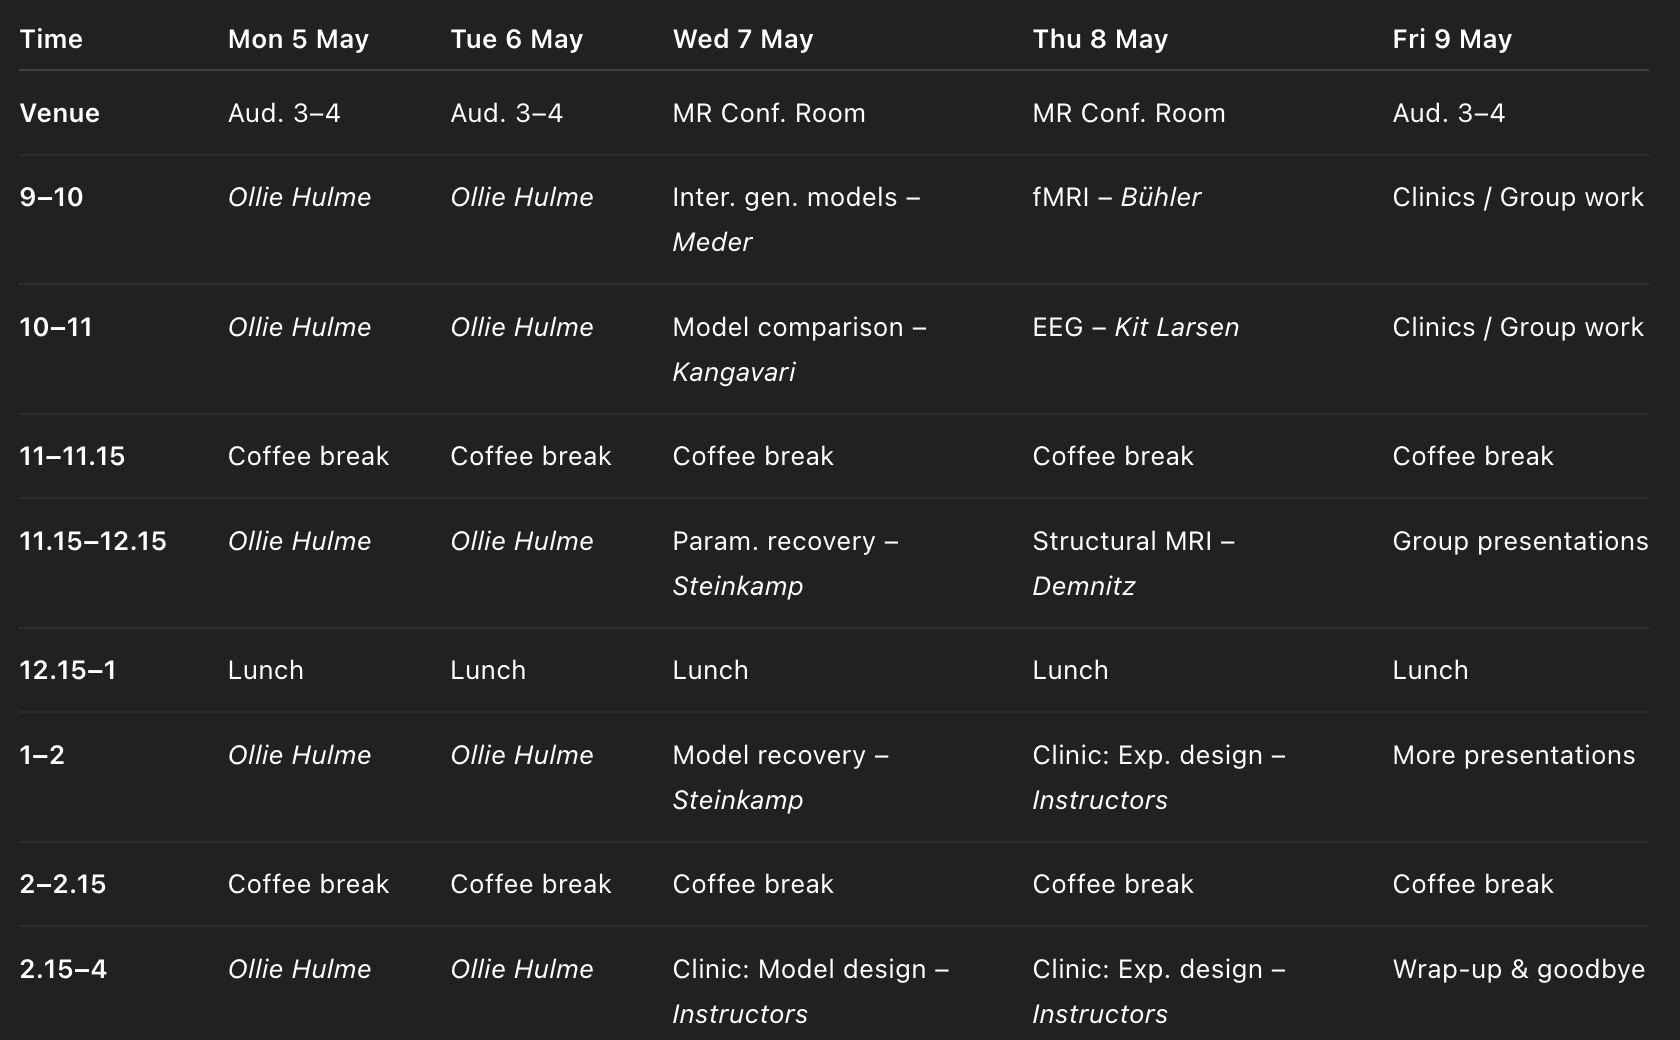 Time Mon 5 May Tue 6 May Wed 7 May Thu 8 May Fri 9 May
Venue Aud. 3–4 Aud. 3–4 MR Conf. Room MR Conf. Room Aud. 3–4
9–10 Ollie Hulme Ollie Hulme Inter. gen. models – fMRI – Bühler Clinics / Group work
Meder
10–11 Ollie Hulme Ollie Hulme Model comparison – EEG – Kit Larsen Clinics / Group work
Kangavari
11–11.15 Coffee break Coffee break Coffee break Coffee break Coffee break
11.15–12.15 Ollie Hulme Ollie Hulme Param. recovery – Structural MRI – Group presentations
Steinkamp Demnitz
12.15–1 Lunch Lunch Lunch Lunch Lunch
1–2 Ollie Hulme Ollie Hulme Model recovery – Clinic: Exp. design – More presentations
Steinkamp Instructors
2–2.15 Coffee break Coffee break Coffee break Coffee break Coffee break
2.15–4 Ollie Hulme Ollie Hulme Clinic: Model design – Clinic: Exp. design – Wrap-up & goodbye
Instructors Instructors